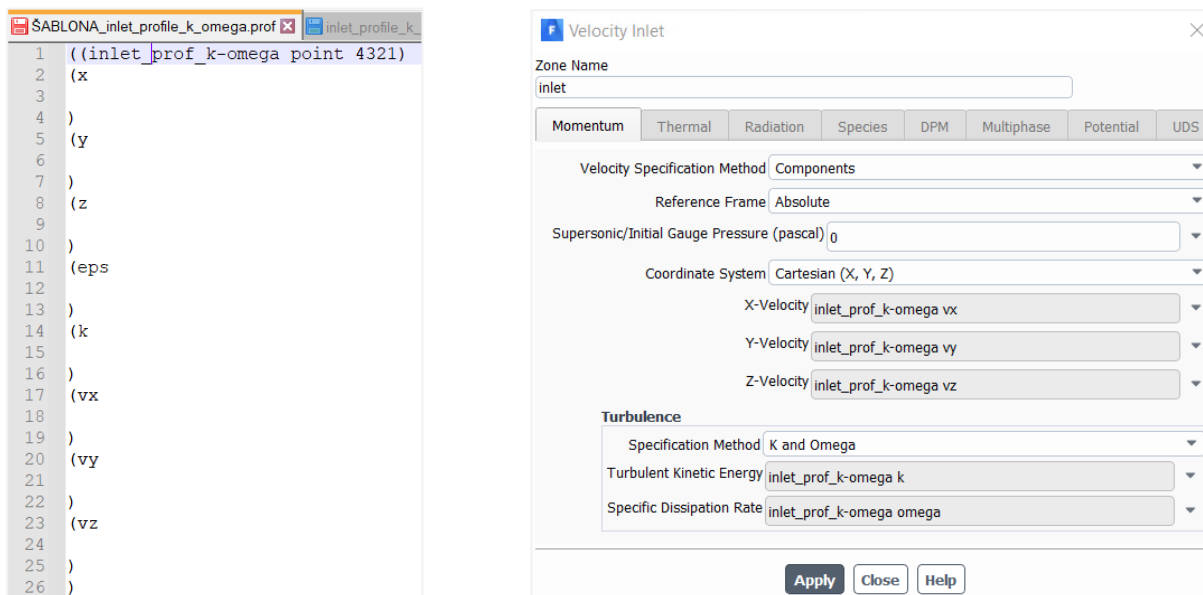 ŠABLONA_inlet_profile_k_omega.prof inlet_profile_k_
1 ((inlet_prof_k-omega point 4321)
2 (x
3
4 )
5 (y
6
7 )
8 (z
9
10 )
11 (eps
12
13 )
14 (k
15
16 )
17 (vx
18
19 )
20 (vy
21
22 )
23 (vz
24
25 )
26 )
F Velocity Inlet
Zone Name
inlet
Momentum Thermal Radiation Species DPM Multiphase Potential UDS
Velocity Specification Method Components
Reference Frame Absolute
Supersonic/Initial Gauge Pressure (pascal) 0
Coordinate System Cartesian (X, Y, Z)
X-Velocity inlet_prof_k-omega vx
Y-Velocity inlet_prof_k-omega vy
Z-Velocity inlet_prof_k-omega vz
Turbulence
Specification Method K and Omega
Turbulent Kinetic Energy inlet_prof_k-omega k
Specific Dissipation Rate inlet_prof_k-omega omega
Apply Close Help